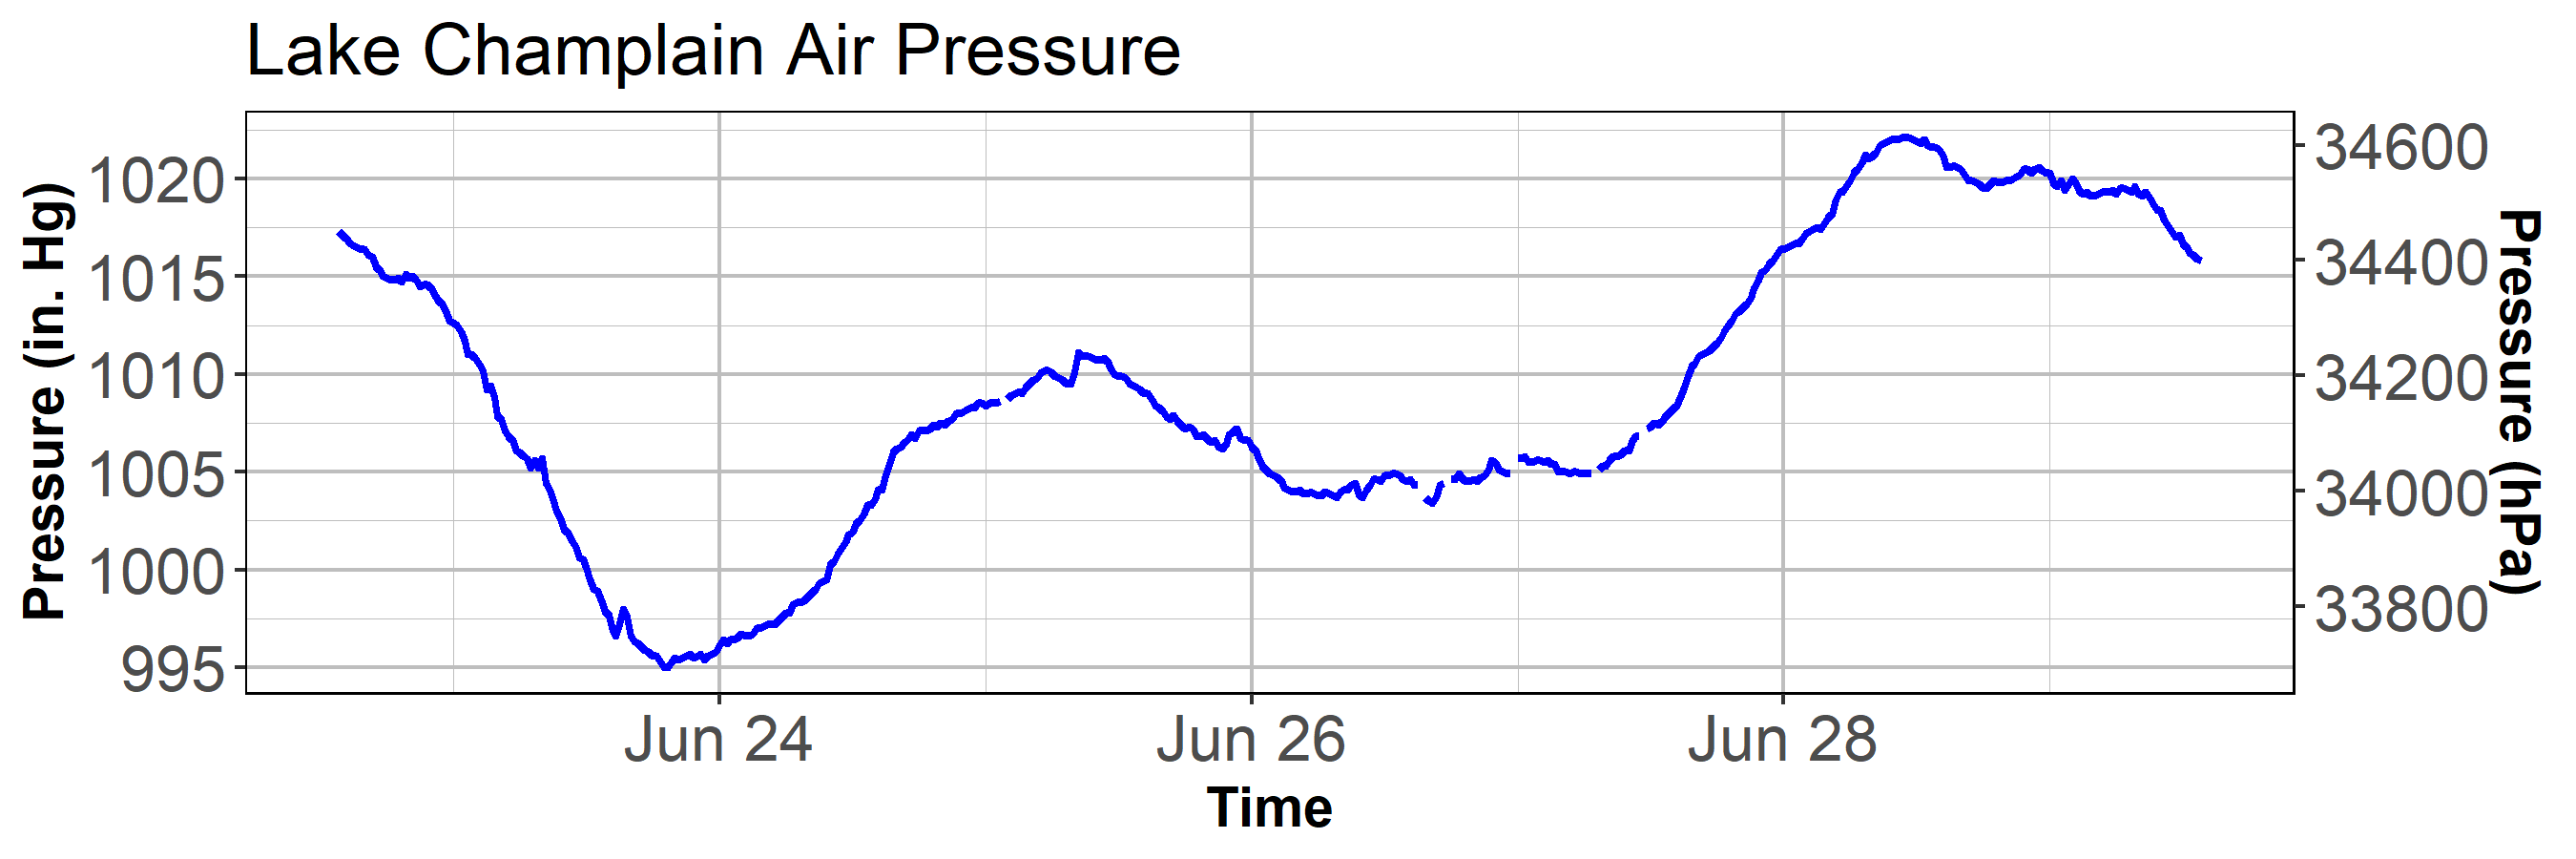 Lake Champlain Air Pressure
Pressure (in. Hg)
1020
1015
1010
1005
1000
995
34600
34400
34200
34000
33800
Pressure (hPa)
Jun 24
Jun 26
Jun 28
Time